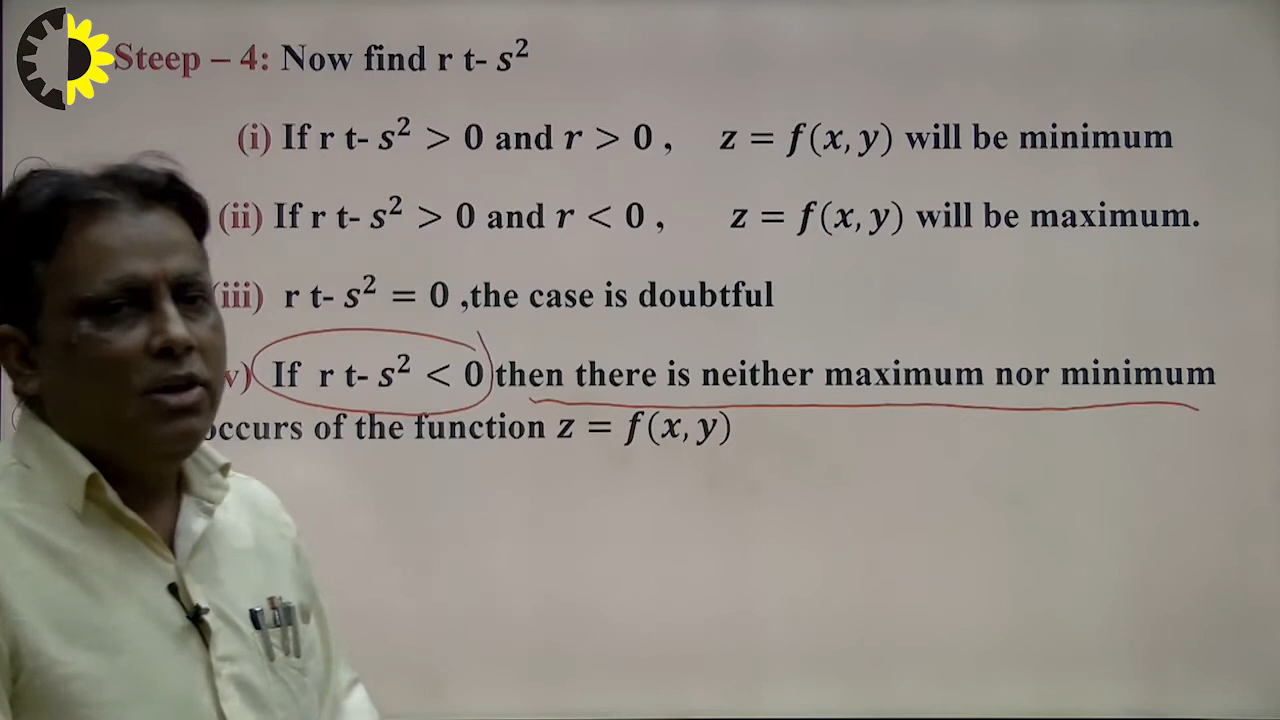 Steep – 4: Now find r t- s²
(i) If r t- s² > 0 and r > 0 , z = f(x, y) will be minimum
(ii) If r t- s² > 0 and r < 0 , z = f(x, y) will be maximum.
(iii) r t- s² = 0 ,the case is doubtful
v) If r t- s² < 0 then there is neither maximum nor minimum
occurs of the function z = f(x, y)